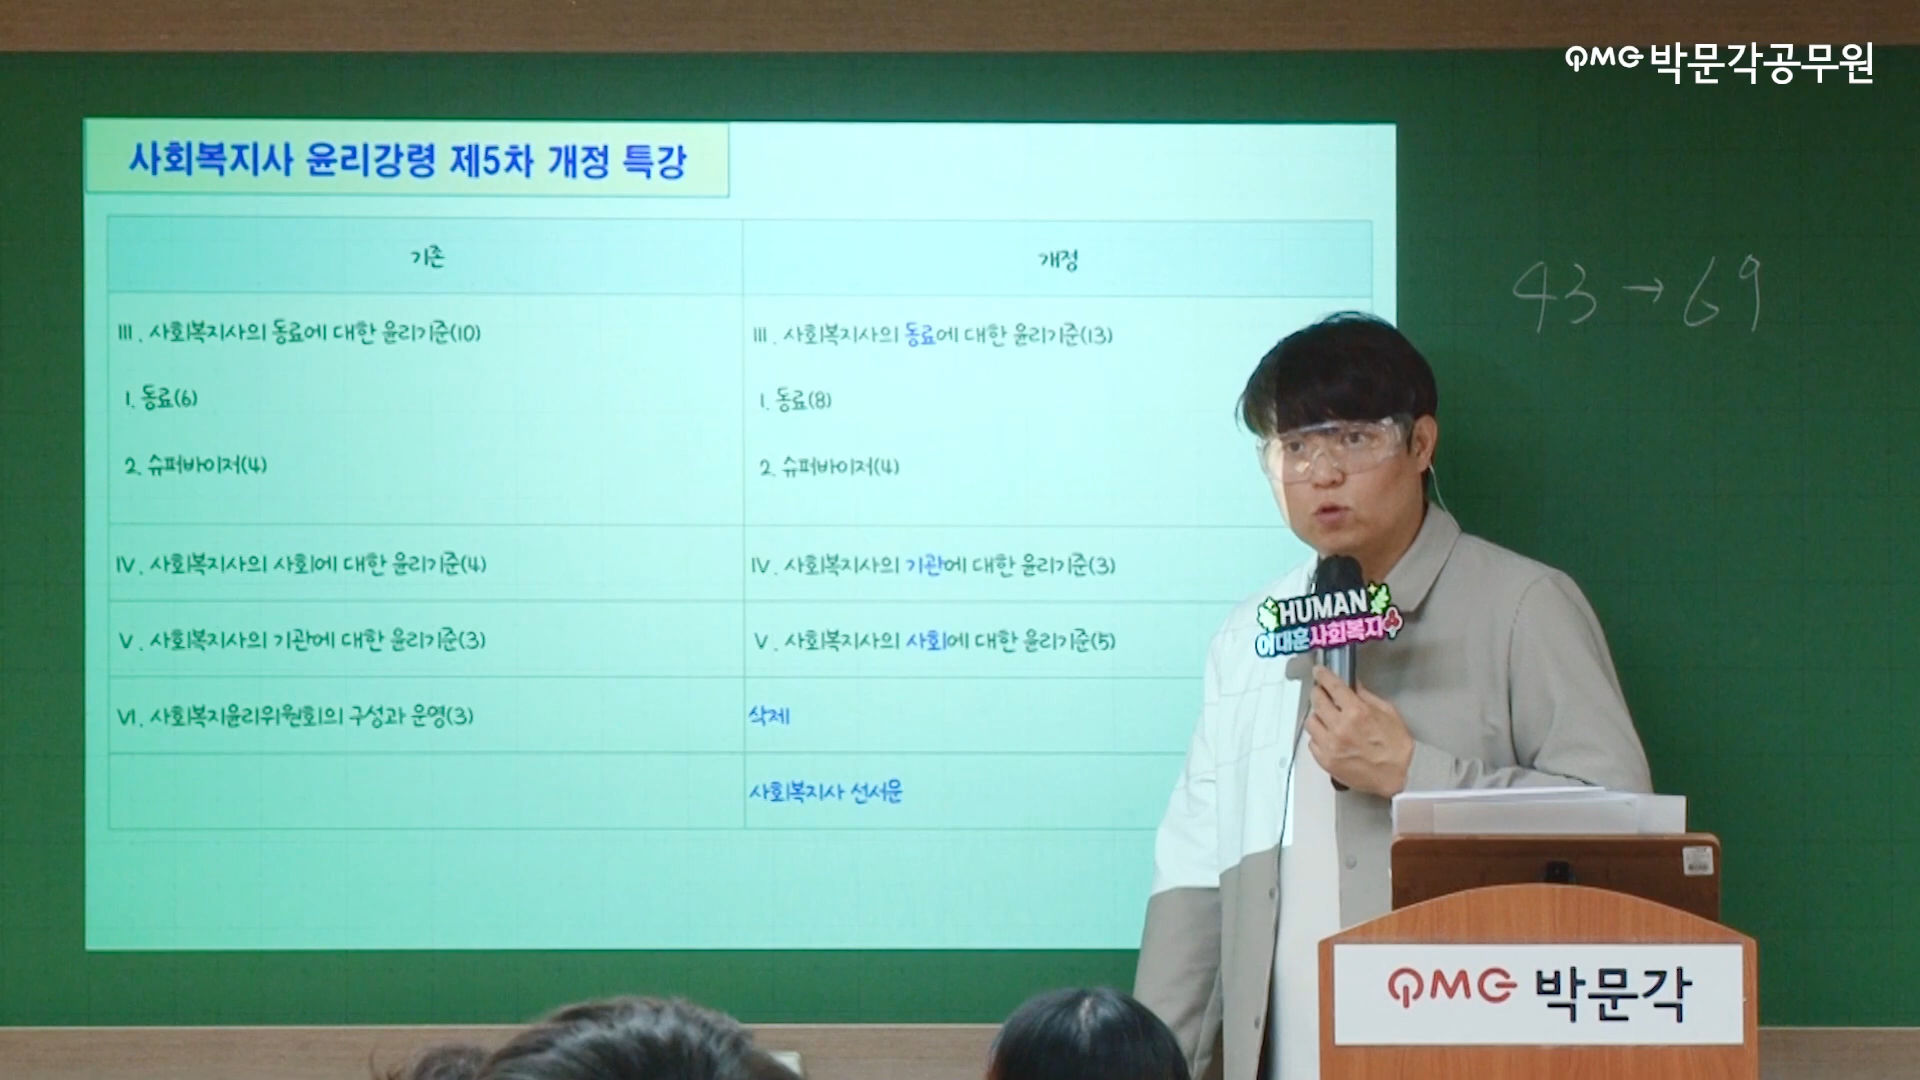 PMG 박문각공무원
사회복지사 윤리강령 제5차 개정 특강
기존
개정
III. 사회복지사의 동료에 대한 윤리기준(10)
1. 동료(6)
2. 슈퍼바이저(4)
III. 사회복지사의 동료에 대한 윤리기준(13)
1. 동료(8)
2. 슈퍼바이저(4)
IV. 사회복지사의 사회에 대한 윤리기준(4)
IV. 사회복지사의 기관에 대한 윤리기준(3)
V. 사회복지사의 기관에 대한 윤리기준(3)
V. 사회복지사의 사회에 대한 윤리기준(5)
VI. 사회복지윤리위원회의 구성과 운영(3)
삭제
사회복지사 선서문
43→69
HUMAN
이대훈사회복지
PMG 박문각